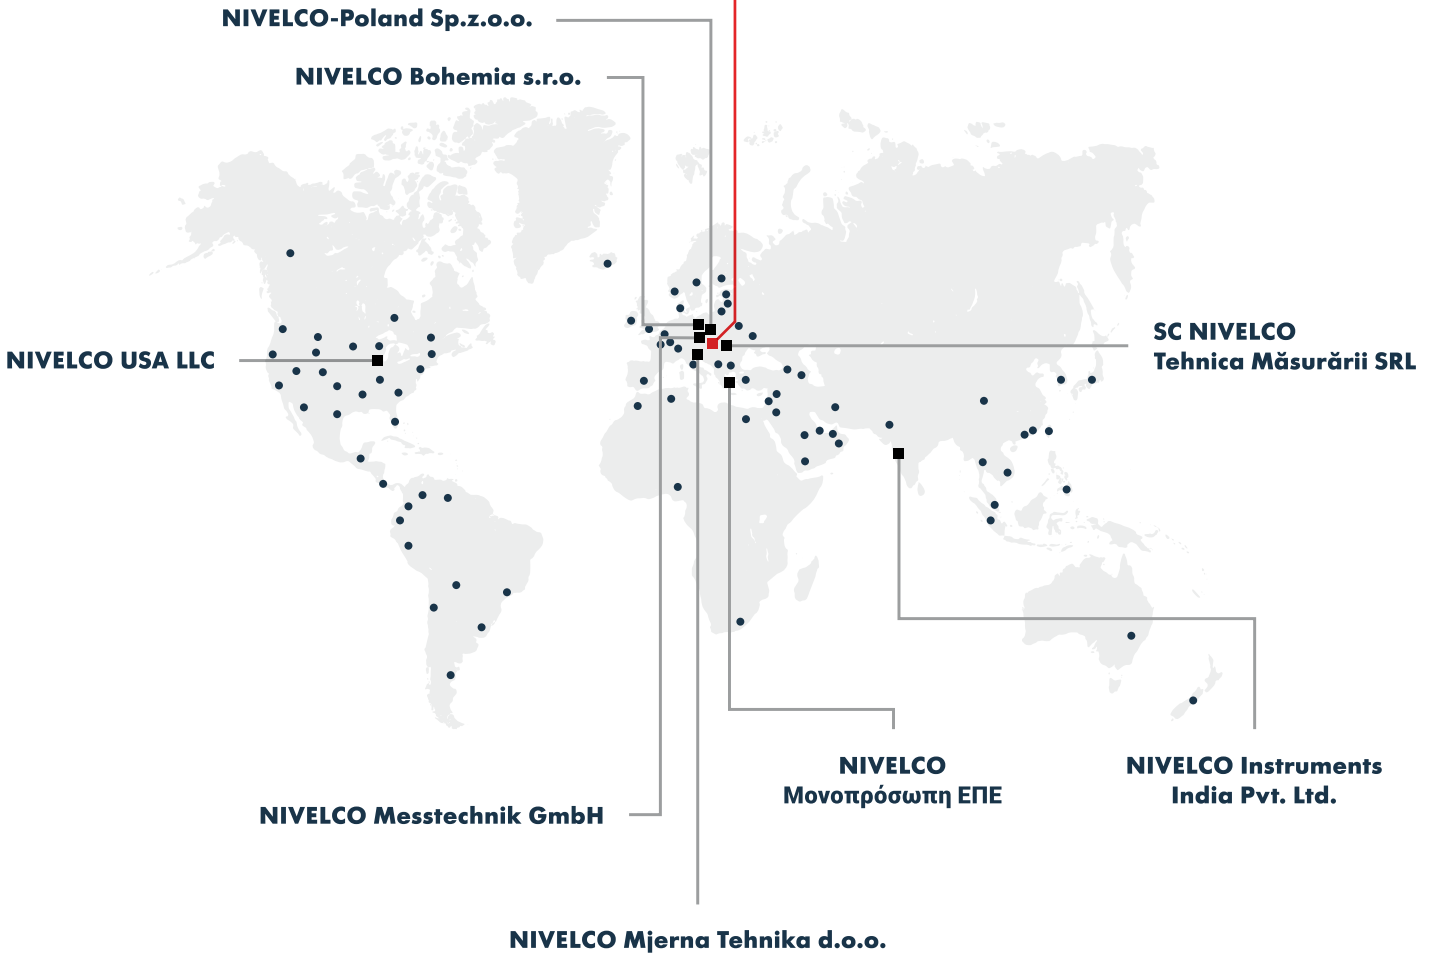 NIVELCO-Poland Sp.z.o.o.
NIVELCO Bohemia s.r.o.
NIVELCO USA LLC
SC NIVELCO
Tehnica Măsurării SRL
NIVELCO
Μονοπρόσωπη ΕΠΕ
NIVELCO Instruments
India Pvt. Ltd.
NIVELCO Messtechnik GmbH
NIVELCO Mjerna Tehnika d.o.o.